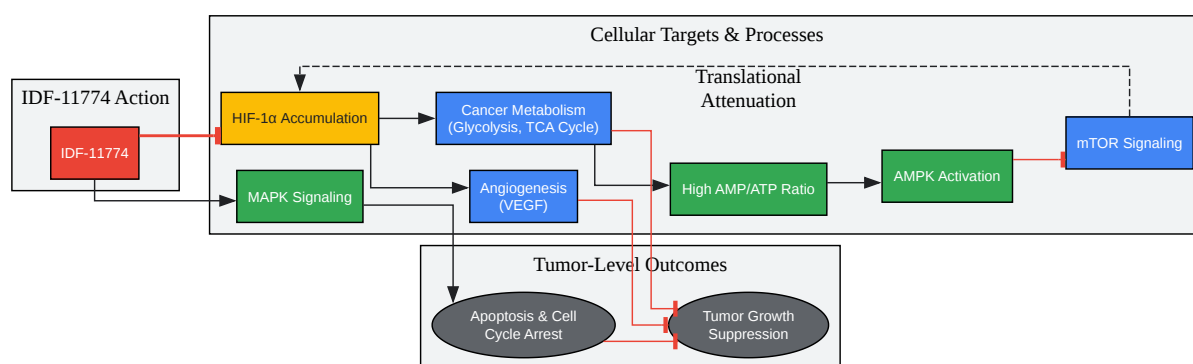 Cellular Targets & Processes
IDF-11774 Action
IDF-11774
HIF-1α Accumulation
Cancer Metabolism
(Glycolysis, TCA Cycle)
Translational
Attenuation
mTOR Signaling
MAPK Signaling
Angiogenesis
(VEGF)
High AMP/ATP Ratio
AMPK Activation
Tumor-Level Outcomes
Apoptosis & Cell
Cycle Arrest
Tumor Growth
Suppression